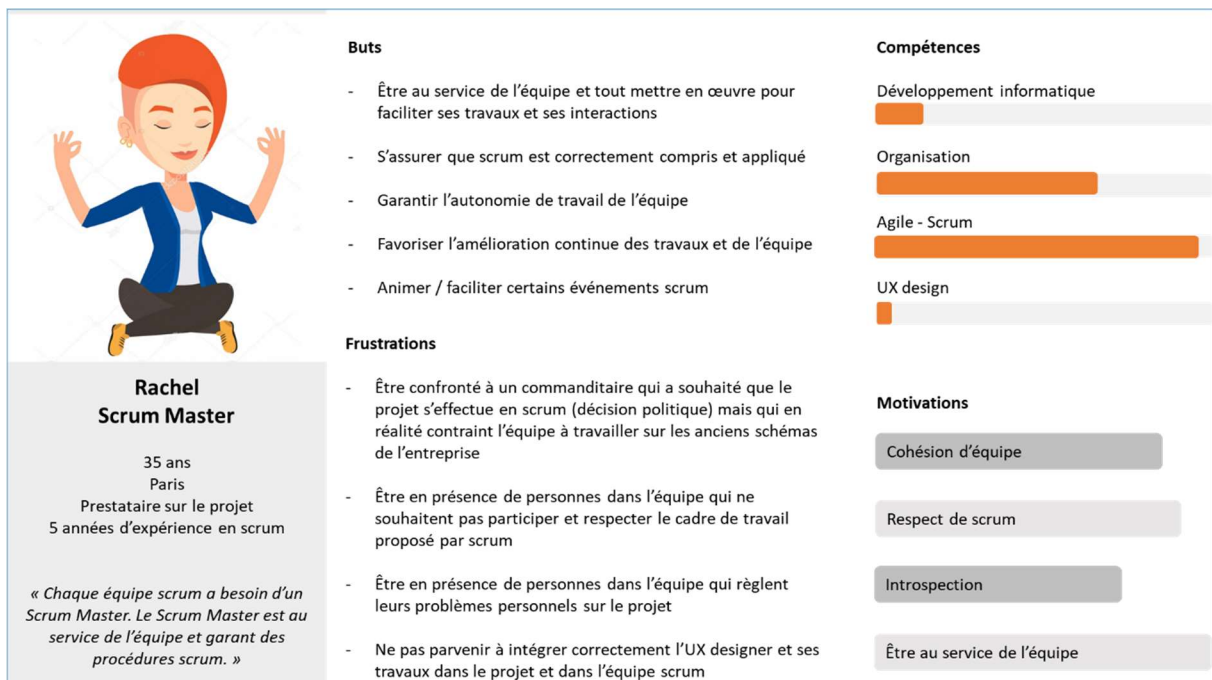 Rachel
Scrum Master
35 ans
Paris
Prestataire sur le projet
5 années d'expérience en scrum
« Chaque équipe scrum a besoin d'un
Scrum Master. Le Scrum Master est au
service de l'équipe et garant des
procédures scrum. »
Buts
- Être au service de l'équipe et tout mettre en œuvre pour
faciliter ses travaux et ses interactions
- S'assurer que scrum est correctement compris et appliqué
- Garantir l'autonomie de travail de l'équipe
- Favoriser l'amélioration continue des travaux et de l'équipe
- Animer / faciliter certains événements scrum
Frustrations
- Être confronté à un commanditaire qui a souhaité que le
projet s'effectue en scrum (décision politique) mais qui en
réalité contraint l'équipe à travailler sur les anciens schémas
de l'entreprise
- Être en présence de personnes dans l'équipe qui ne
souhaitent pas participer et respecter le cadre de travail
proposé par scrum
- Être en présence de personnes dans l'équipe qui règlent
leurs problèmes personnels sur le projet
- Ne pas parvenir à intégrer correctement l'UX designer et ses
travaux dans le projet et dans l'équipe scrum
Compétences
Développement informatique
Organisation
Agile - Scrum
UX design
Motivations
Cohésion d'équipe
Respect de scrum
Introspection
Être au service de l'équipe